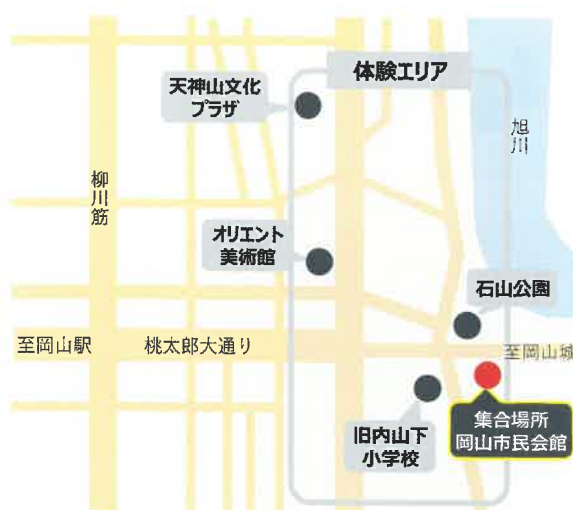 体験エリア
天神山文化
プラザ
旭川
柳川筋
オリエント
美術館
石山公園
至岡山駅
桃太郎大通り
至岡山城
旧内山下
小学校
集合場所
岡山市民会館